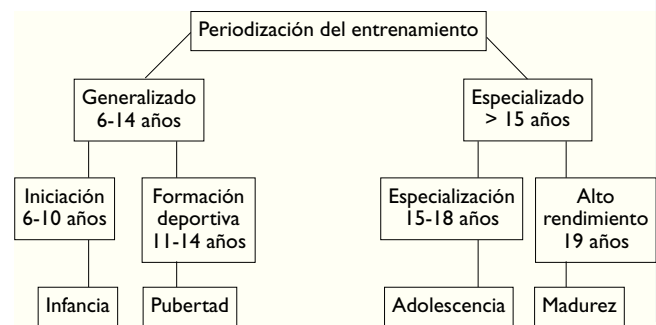 Periodización del entrenamiento
Generalizado
6-14 años
Especializado
> 15 años
Iniciación
6-10 años
Formación
deportiva
11-14 años
Especialización
15-18 años
Alto
rendimiento
19 años
Infancia
Pubertad
Adolescencia
Madurez